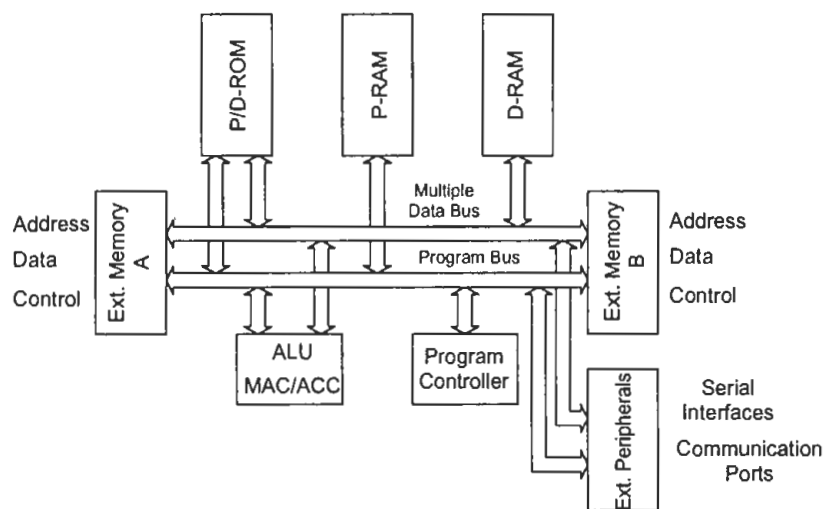 P/D-ROM
P-RAM
D-RAM
Multiple
Data Bus
Address
Data
Control
Ext. Memory
A
Program Bus
Ext. Memory
B
Address
Data
Control
ALU
MAC/ACC
Program
Controller
Ext. Peripherals
Serial
Interfaces
Communication
Ports